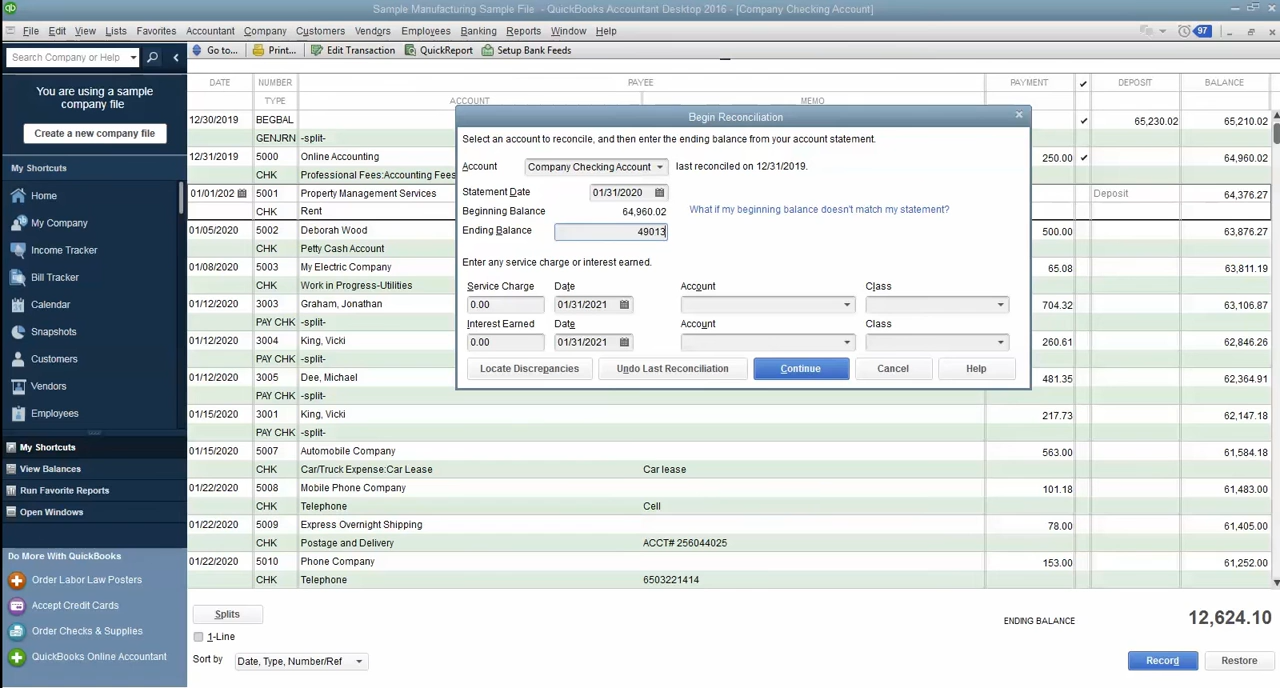 Sample Manufacturing Sample File - QuickBooks Accountant Desktop 2016 - [Company Checking Account]
File Edit View Lists Favorites Accountant Company Customers Vendors Employees Banking Reports Window Help 97
Search Company or Help Go to... Print... Edit Transaction QuickReport Setup Bank Feeds
You are using a sample
company file
Create a new company file
My Shortcuts
Home
My Company
Income Tracker
Bill Tracker
Calendar
Snapshots
Customers
Vendors
Employees
My Shortcuts
View Balances
Run Favorite Reports
Open Windows
Do More With QuickBooks
Order Labor Law Posters
Accept Credit Cards
Order Checks & Supplies
QuickBooks Online Accountant
DATE NUMBER PAYEE PAYMENT ✓ DEPOSIT BALANCE
TYPE ACCOUNT MEMO
12/30/2019 BEGBAL ✓ 65,230.02 65,210.02
GENJRN -split-
12/31/2019 5000 Online Accounting 250.00 ✓ 64,960.02
CHK Professional Fees:Accounting Fees
01/01/202 5001 Property Management Services Deposit 64,376.27
CHK Rent
01/05/2020 5002 Deborah Wood 500.00 63,876.27
CHK Petty Cash Account
01/08/2020 5003 My Electric Company 65.08 63,811.19
CHK Work in Progress-Utilities
01/12/2020 3003 Graham, Jonathan 704.32 63,106.87
PAY CHK -split-
01/12/2020 3004 King, Vicki 260.61 62,846.26
PAY CHK -split-
01/12/2020 3005 Dee, Michael 481.35 62,364.91
PAY CHK -split-
01/15/2020 3001 King, Vicki 217.73 62,147.18
PAY CHK -split-
01/15/2020 5007 Automobile Company 563.00 61,584.18
CHK Car/Truck Expense:Car Lease Car lease
01/22/2020 5008 Mobile Phone Company 101.18 61,483.00
CHK Telephone Cell
01/22/2020 5009 Express Overnight Shipping 78.00 61,405.00
CHK Postage and Delivery ACCT# 256044025
01/22/2020 5010 Phone Company 153.00 61,252.00
CHK Telephone 6503221414
Begin Reconciliation
Select an account to reconcile, and then enter the ending balance from your account statement.
Account Company Checking Account last reconciled on 12/31/2019.
Statement Date 01/31/2020
Beginning Balance 64,960.02 What if my beginning balance doesn't match my statement?
Ending Balance 49013
Enter any service charge or interest earned.
Service Charge Date Account Class
0.00 01/31/2021
Interest Earned Date Account Class
0.00 01/31/2021
Locate Discrepancies Undo Last Reconciliation Continue Cancel Help
Splits
1-Line
Sort by Date, Type, Number/Ref
ENDING BALANCE 12,624.10
Record Restore